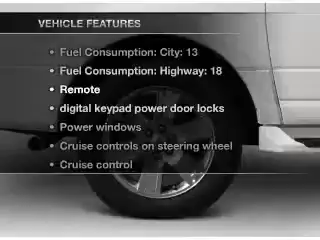 VEHICLE FEATURES
• Fuel Consumption: City: 13
• Fuel Consumption: Highway: 18
• Remote
• digital keypad power door locks
• Power windows
• Cruise controls on steering wheel
• Cruise control